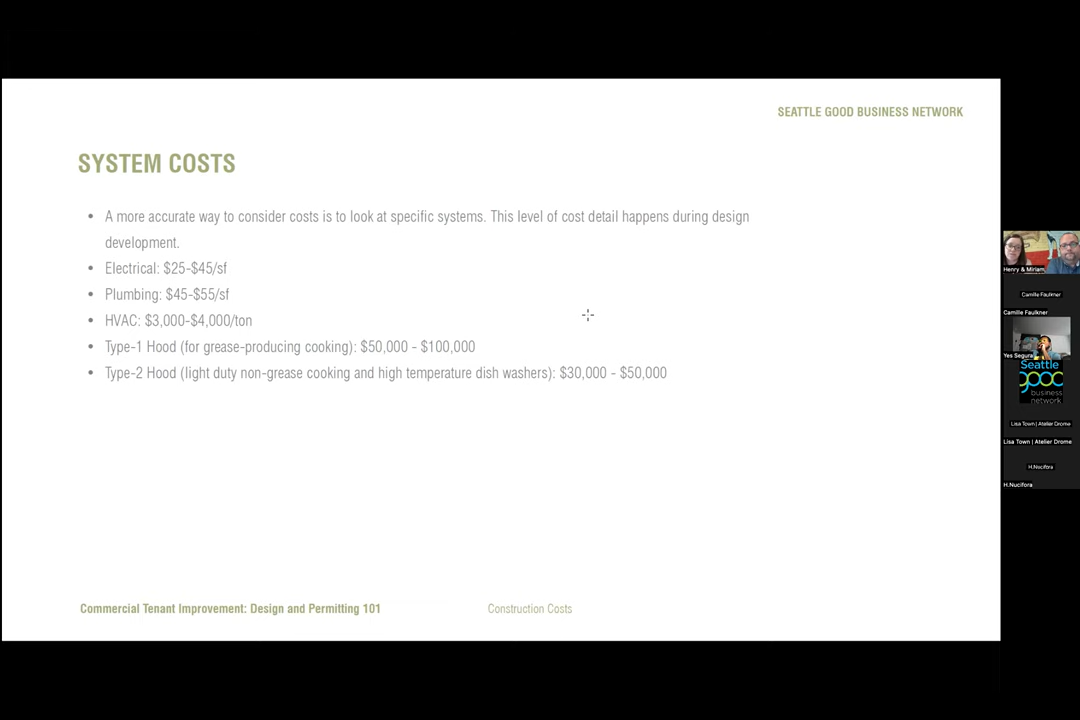 SEATTLE GOOD BUSINESS NETWORK
SYSTEM COSTS
• A more accurate way to consider costs is to look at specific systems. This level of cost detail happens during design
development.
• Electrical: $25-$45/sf
• Plumbing: $45-$55/sf
• HVAC: $3,000-$4,000/ton
• Type-1 Hood (for grease-producing cooking): $50,000 - $100,000
• Type-2 Hood (light duty non-grease cooking and high temperature dish washers): $30,000 - $50,000
Commercial Tenant Improvement: Design and Permitting 101
Construction Costs
Henry & Miriam
Camille Faulkner
Camille Faulkner
Yes Segura
Seattle
good
business
network
Lisa Town | Atelier Drome
Lisa Town | Atelier Drome
H.Nucifora
H.Nucifora